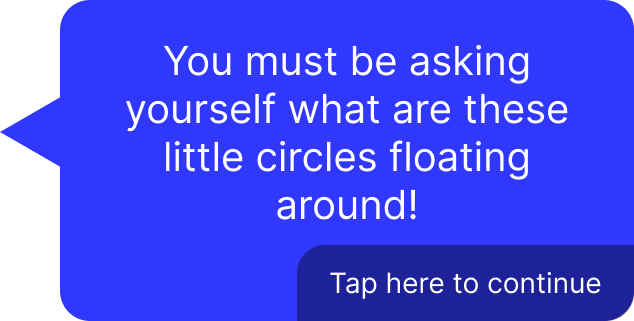 You must be asking
yourself what are these
little circles floating
around!
Tap here to continue